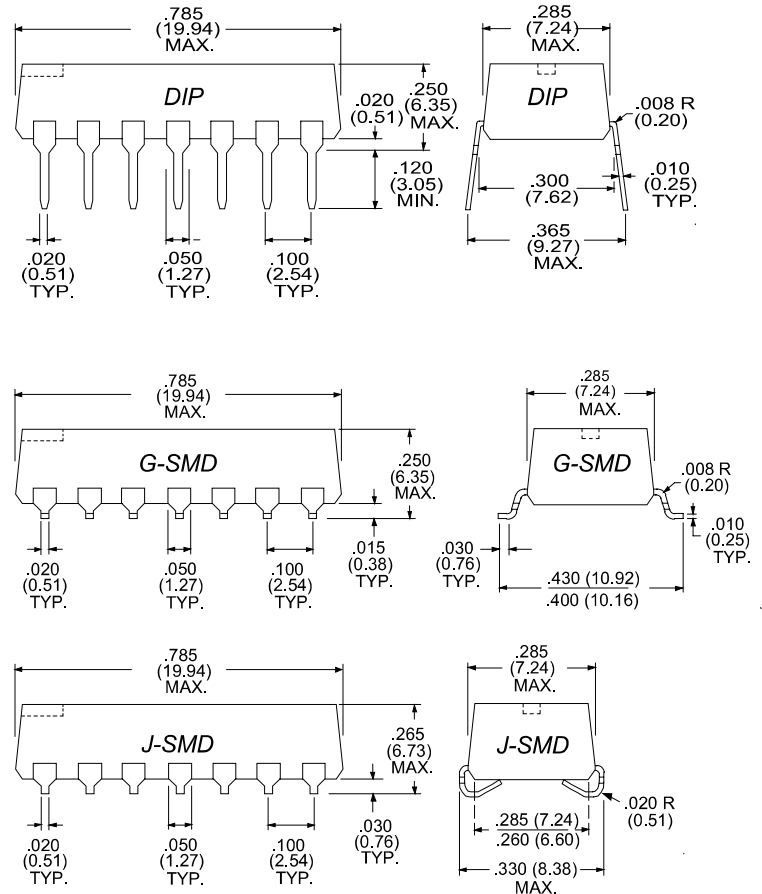 .785
(19.94)
MAX.
DIP
.020
(0.51)
.250
(6.35)
MAX.
.120
(3.05)
MIN.
.020
(0.51)
TYP.
.050
(1.27)
TYP.
.100
(2.54)
TYP.
.285
(7.24)
MAX.
DIP
.008 R
(0.20)
.010
(0.25)
TYP.
.300
(7.62)
.365
(9.27)
MAX.
.785
(19.94)
MAX.
G-SMD
.250
(6.35)
MAX.
.015
(0.38)
TYP.
.020
(0.51)
TYP.
.050
(1.27)
TYP.
.100
(2.54)
TYP.
.285
(7.24)
MAX.
G-SMD
.008 R
(0.20)
.010
(0.25)
TYP.
.030
(0.76)
TYP.
.430 (10.92)
.400 (10.16)
.785
(19.94)
MAX.
J-SMD
.265
(6.73)
MAX.
.030
(0.76)
TYP.
.020
(0.51)
TYP.
.050
(1.27)
TYP.
.100
(2.54)
TYP.
.285
(7.24)
MAX.
J-SMD
.020 R
(0.51)
.285 (7.24)
.260 (6.60)
.330 (8.38)
MAX.